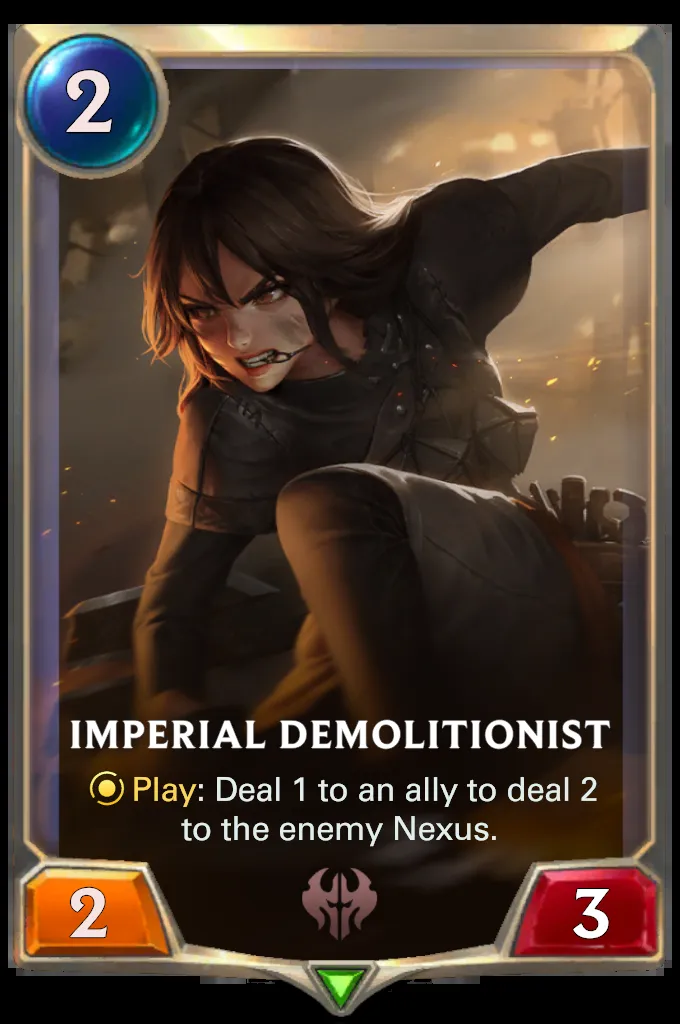 2
IMPERIAL DEMOLITIONIST
Play: Deal 1 to an ally to deal 2
to the enemy Nexus.
2
3